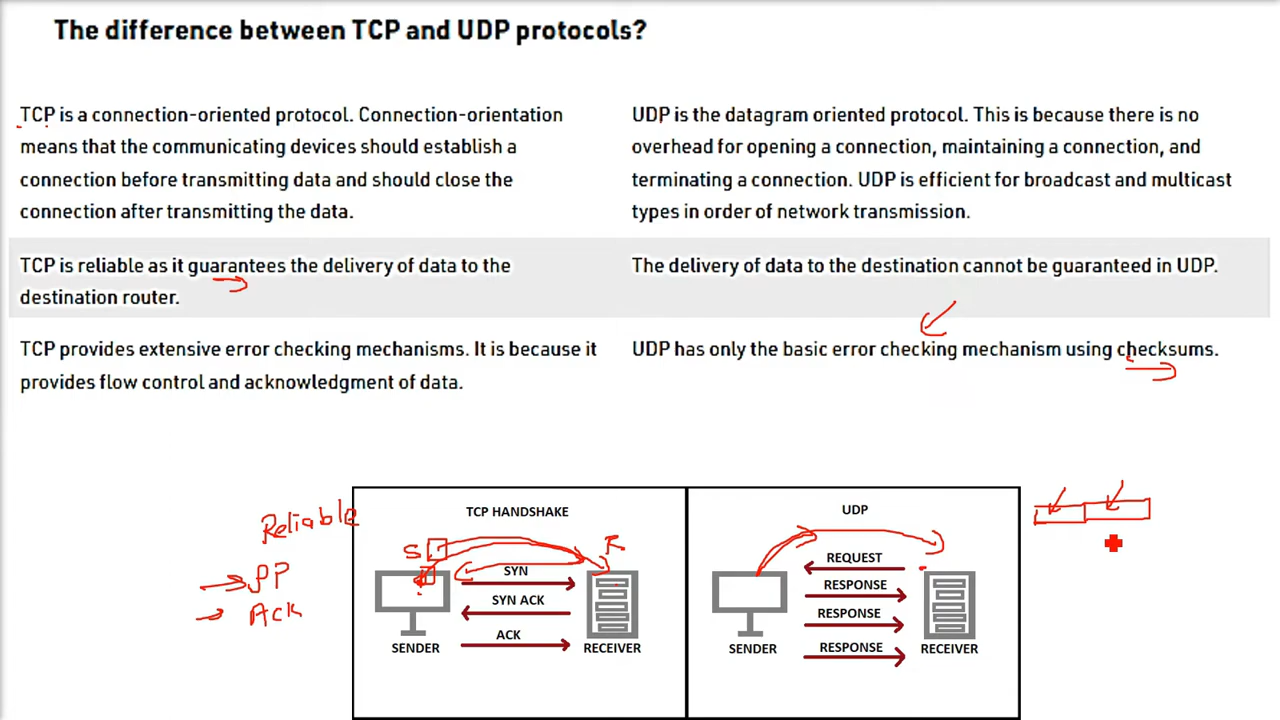 The difference between TCP and UDP protocols?
TCP is a connection-oriented protocol. Connection-orientation
means that the communicating devices should establish a
connection before transmitting data and should close the
connection after transmitting the data.
UDP is the datagram oriented protocol. This is because there is no
overhead for opening a connection, maintaining a connection, and
terminating a connection. UDP is efficient for broadcast and multicast
types in order of network transmission.
TCP is reliable as it guarantees the delivery of data to the
destination router.
The delivery of data to the destination cannot be guaranteed in UDP.
TCP provides extensive error checking mechanisms. It is because it
provides flow control and acknowledgment of data.
UDP has only the basic error checking mechanism using checksums.
Reliable
PP
Ack
TCP HANDSHAKE
S
R
SYN
SYN ACK
ACK
SENDER
RECEIVER
UDP
REQUEST
RESPONSE
RESPONSE
RESPONSE
SENDER
RECEIVER